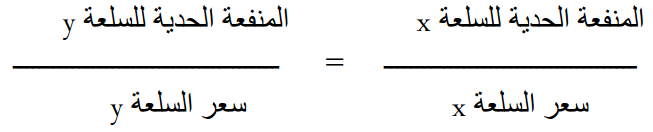 المنفعة الحدية للسلعة x = المنفعة الحدية للسلعة y
سعر السلعة x سعر السلعة y